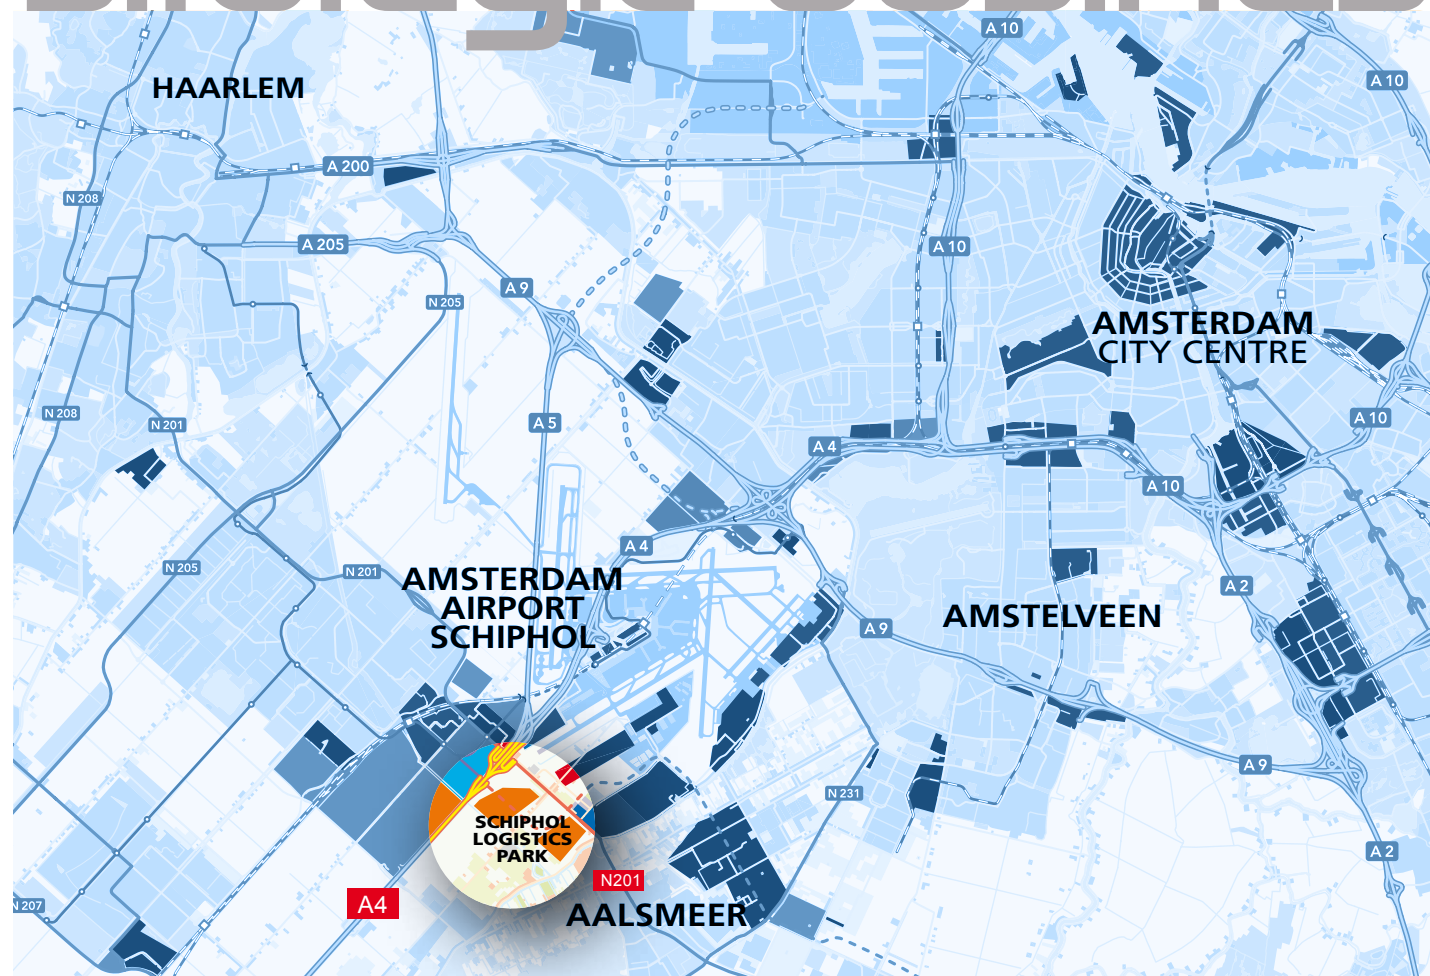 A 10
A 10
HAARLEM
A 200
N 208
A 205
A 10
A 9
N 205
AMSTERDAM
CITY CENTRE
N 208
N 201
A 5
A 10
A 4
A 10
A 4
N 205
N 201
AMSTERDAM
AIRPORT
SCHIPHOL
A 2
AMSTELVEEN
A 9
A 9
N 231
SCHIPHOL
LOGISTICS
PARK
A 2
N201
A4
N 207
AALSMEER